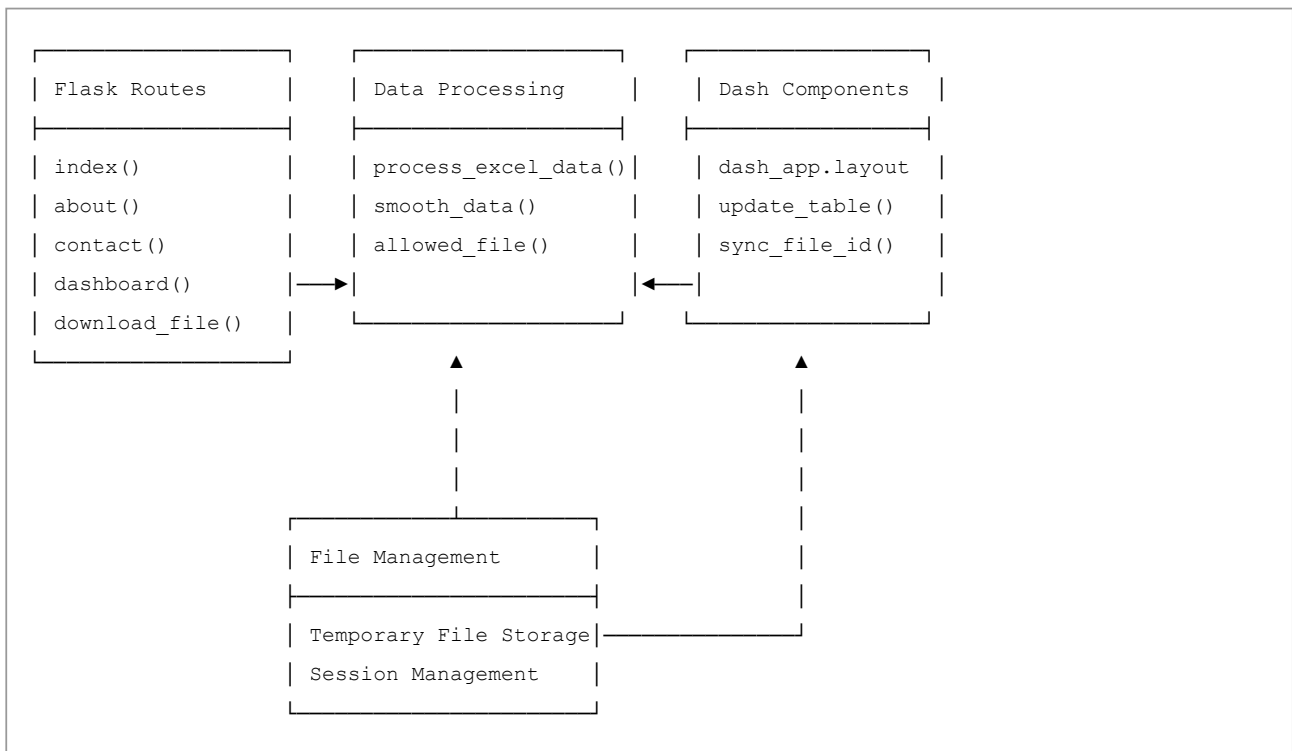 Flask Routes
Data Processing
Dash Components
index()
process_excel_data()
dash_app.layout
about()
smooth_data()
update_table()
contact()
allowed_file()
sync_file_id()
dashboard()
download_file()
File Management
Temporary File Storage
Session Management